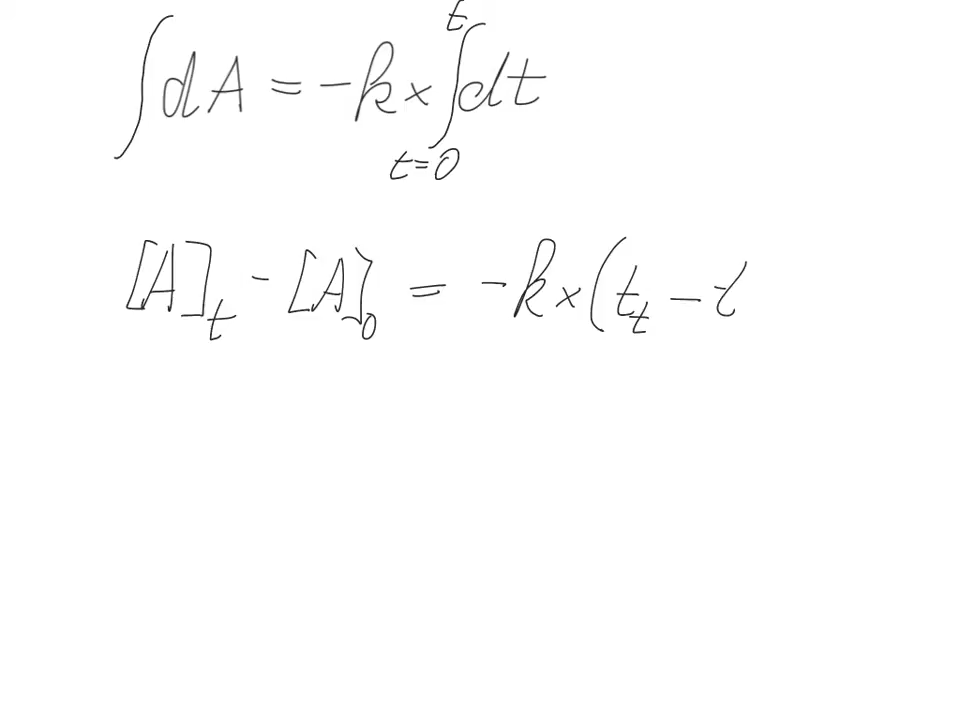 ∫dA = -k × ∫_{t=0}^{t} dt
[A]_t - [A]_0 = -k × (t_t -